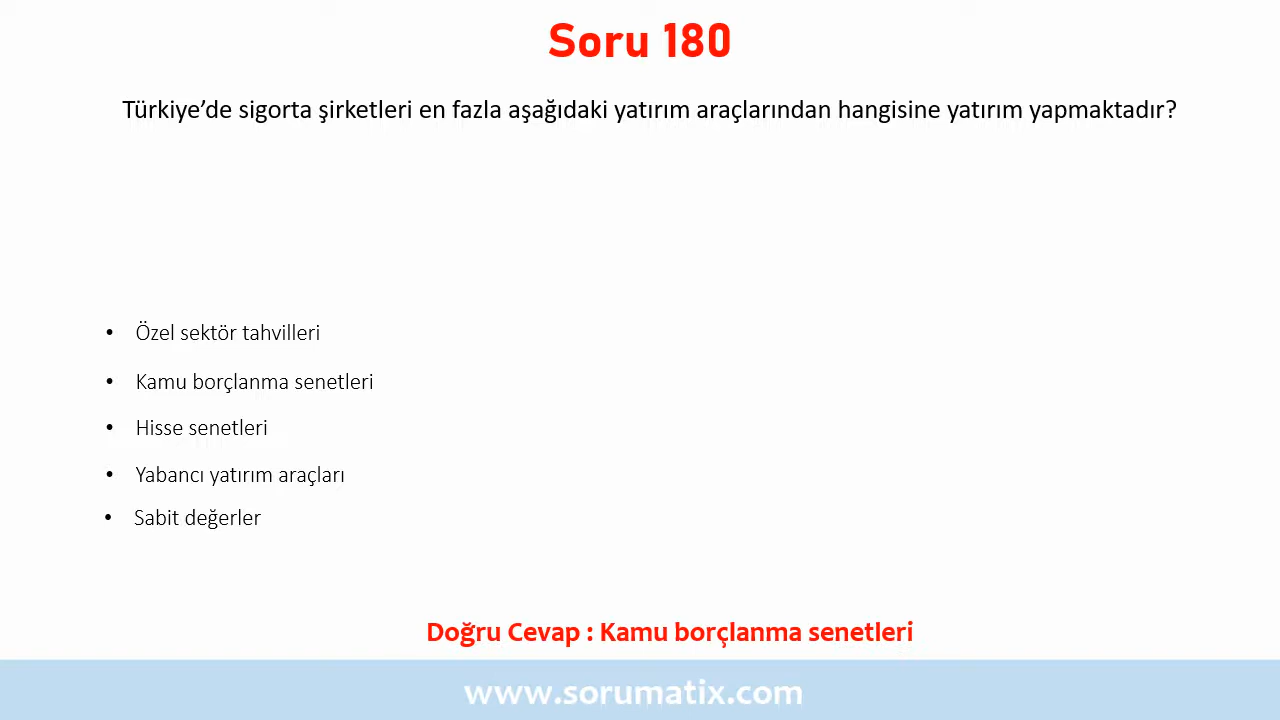 Soru 180
Türkiye’de sigorta şirketleri en fazla aşağıdaki yatırım araçlarından hangisine yatırım yapmaktadır?
• Özel sektör tahvilleri
• Kamu borçlanma senetleri
• Hisse senetleri
• Yabancı yatırım araçları
• Sabit değerler
Doğru Cevap : Kamu borçlanma senetleri
www.sorumatix.com